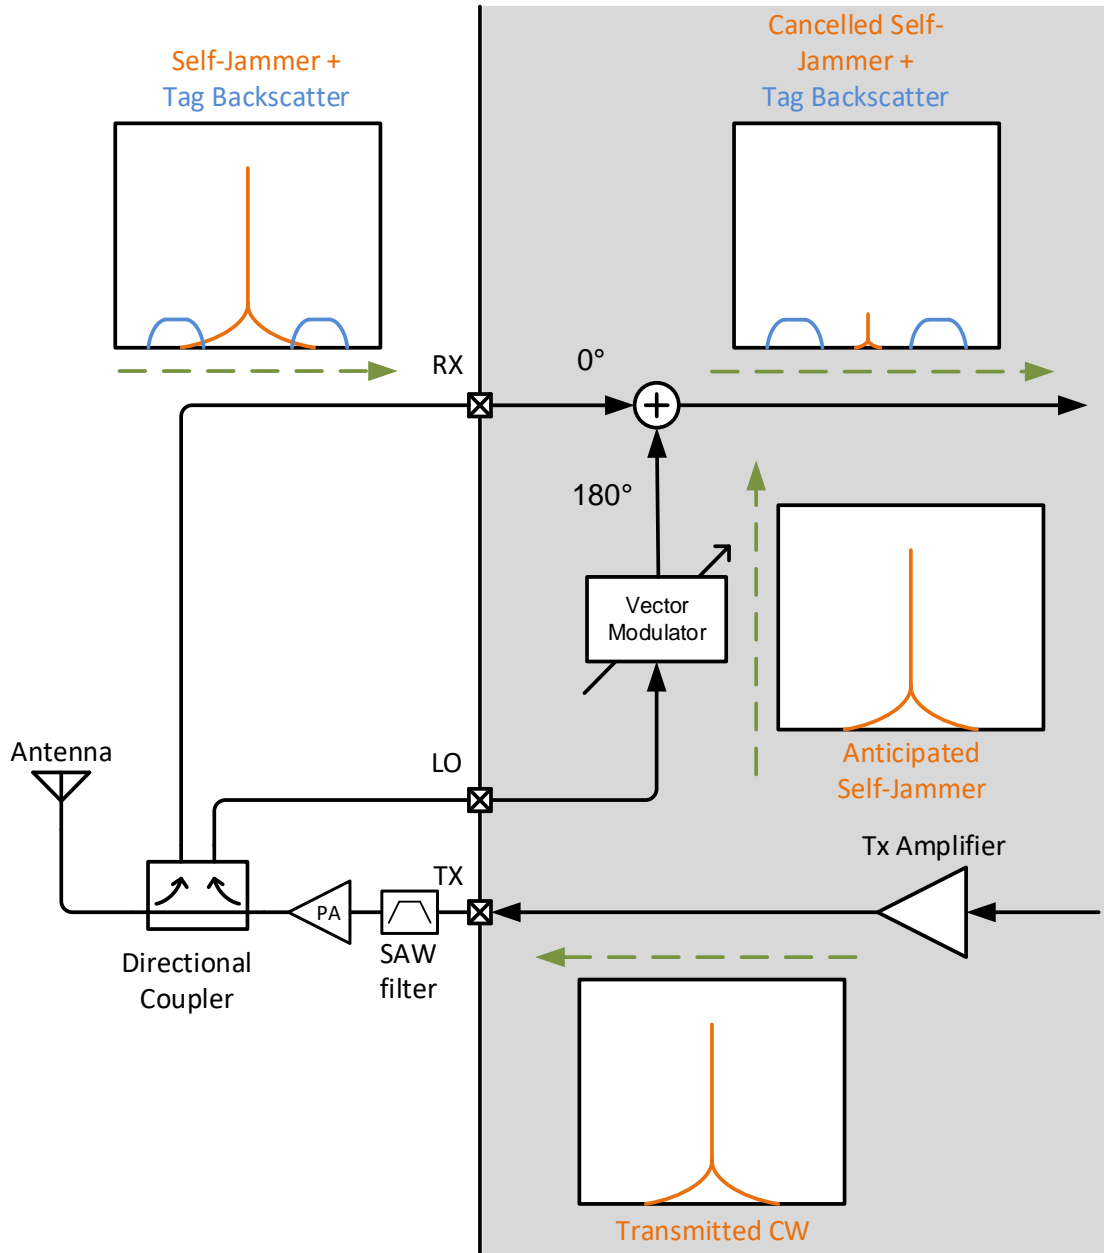 Self-Jammer +
Tag Backscatter
Cancelled Self-
Jammer +
Tag Backscatter
RX
0°
180°
Vector
Modulator
Antenna
LO
Anticipated
Self-Jammer
TX
Tx Amplifier
PA
Directional
Coupler
SAW
filter
Transmitted CW